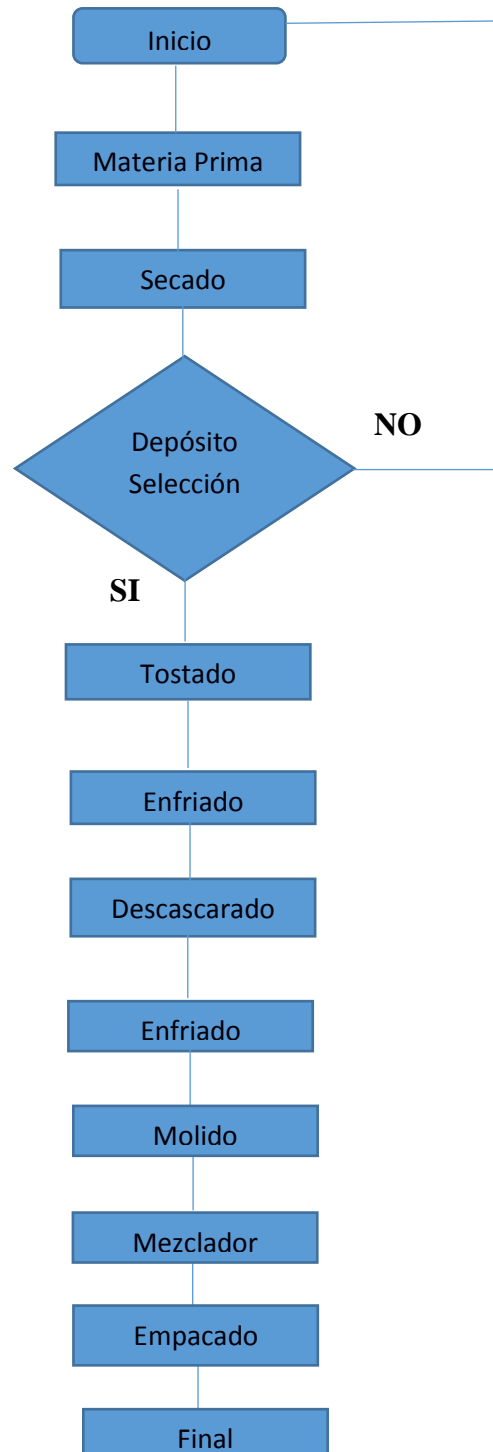 Inicio
Materia Prima
Secado
Depósito
Selección
NO
SI
Tostado
Enfriado
Descascarado
Enfriado
Molido
Mezclador
Empacado
Final